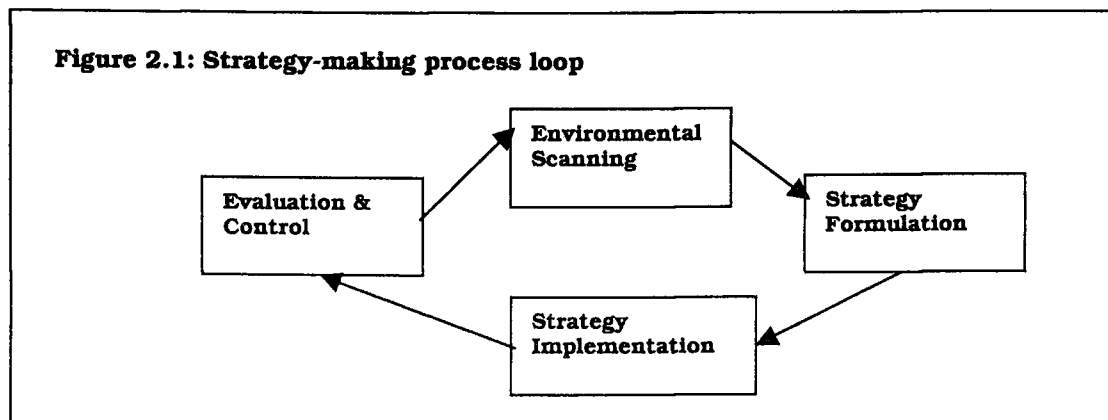 Figure 2.1: Strategy-making process loop
Environmental
Scanning
Evaluation &
Control
Strategy
Formulation
Strategy
Implementation